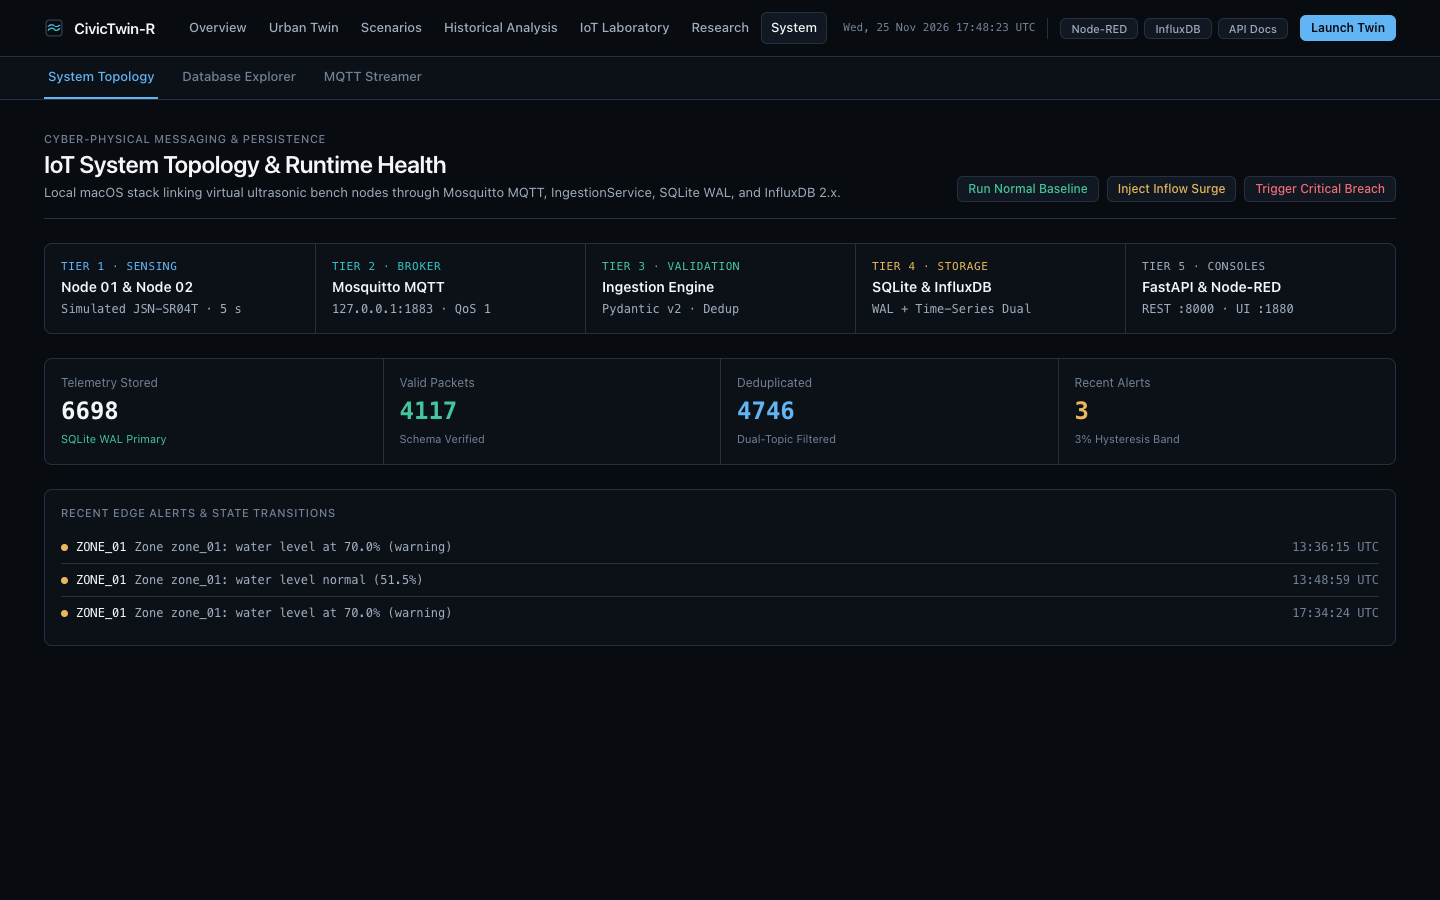 CivicTwin-R
Overview Urban Twin Scenarios Historical Analysis IoT Laboratory Research System
Wed, 25 Nov 2026 17:48:23 UTC
Node-RED InfluxDB API Docs Launch Twin
System Topology Database Explorer MQTT Streamer
CYBER-PHYSICAL MESSAGING & PERSISTENCE
IoT System Topology & Runtime Health
Local macOS stack linking virtual ultrasonic bench nodes through Mosquitto MQTT, IngestionService, SQLite WAL, and InfluxDB 2.x.
Run Normal Baseline Inject Inflow Surge Trigger Critical Breach
TIER 1 · SENSING
Node 01 & Node 02
Simulated JSN-SR04T · 5 s
TIER 2 · BROKER
Mosquitto MQTT
127.0.0.1:1883 · QoS 1
TIER 3 · VALIDATION
Ingestion Engine
Pydantic v2 · Dedup
TIER 4 · STORAGE
SQLite & InfluxDB
WAL + Time-Series Dual
TIER 5 · CONSOLES
FastAPI & Node-RED
REST :8000 · UI :1880
Telemetry Stored
6698
SQLite WAL Primary
Valid Packets
4117
Schema Verified
Deduplicated
4746
Dual-Topic Filtered
Recent Alerts
3
3% Hysteresis Band
RECENT EDGE ALERTS & STATE TRANSITIONS
ZONE_01 Zone zone_01: water level at 70.0% (warning) 13:36:15 UTC
ZONE_01 Zone zone_01: water level normal (51.5%) 13:48:59 UTC
ZONE_01 Zone zone_01: water level at 70.0% (warning) 17:34:24 UTC